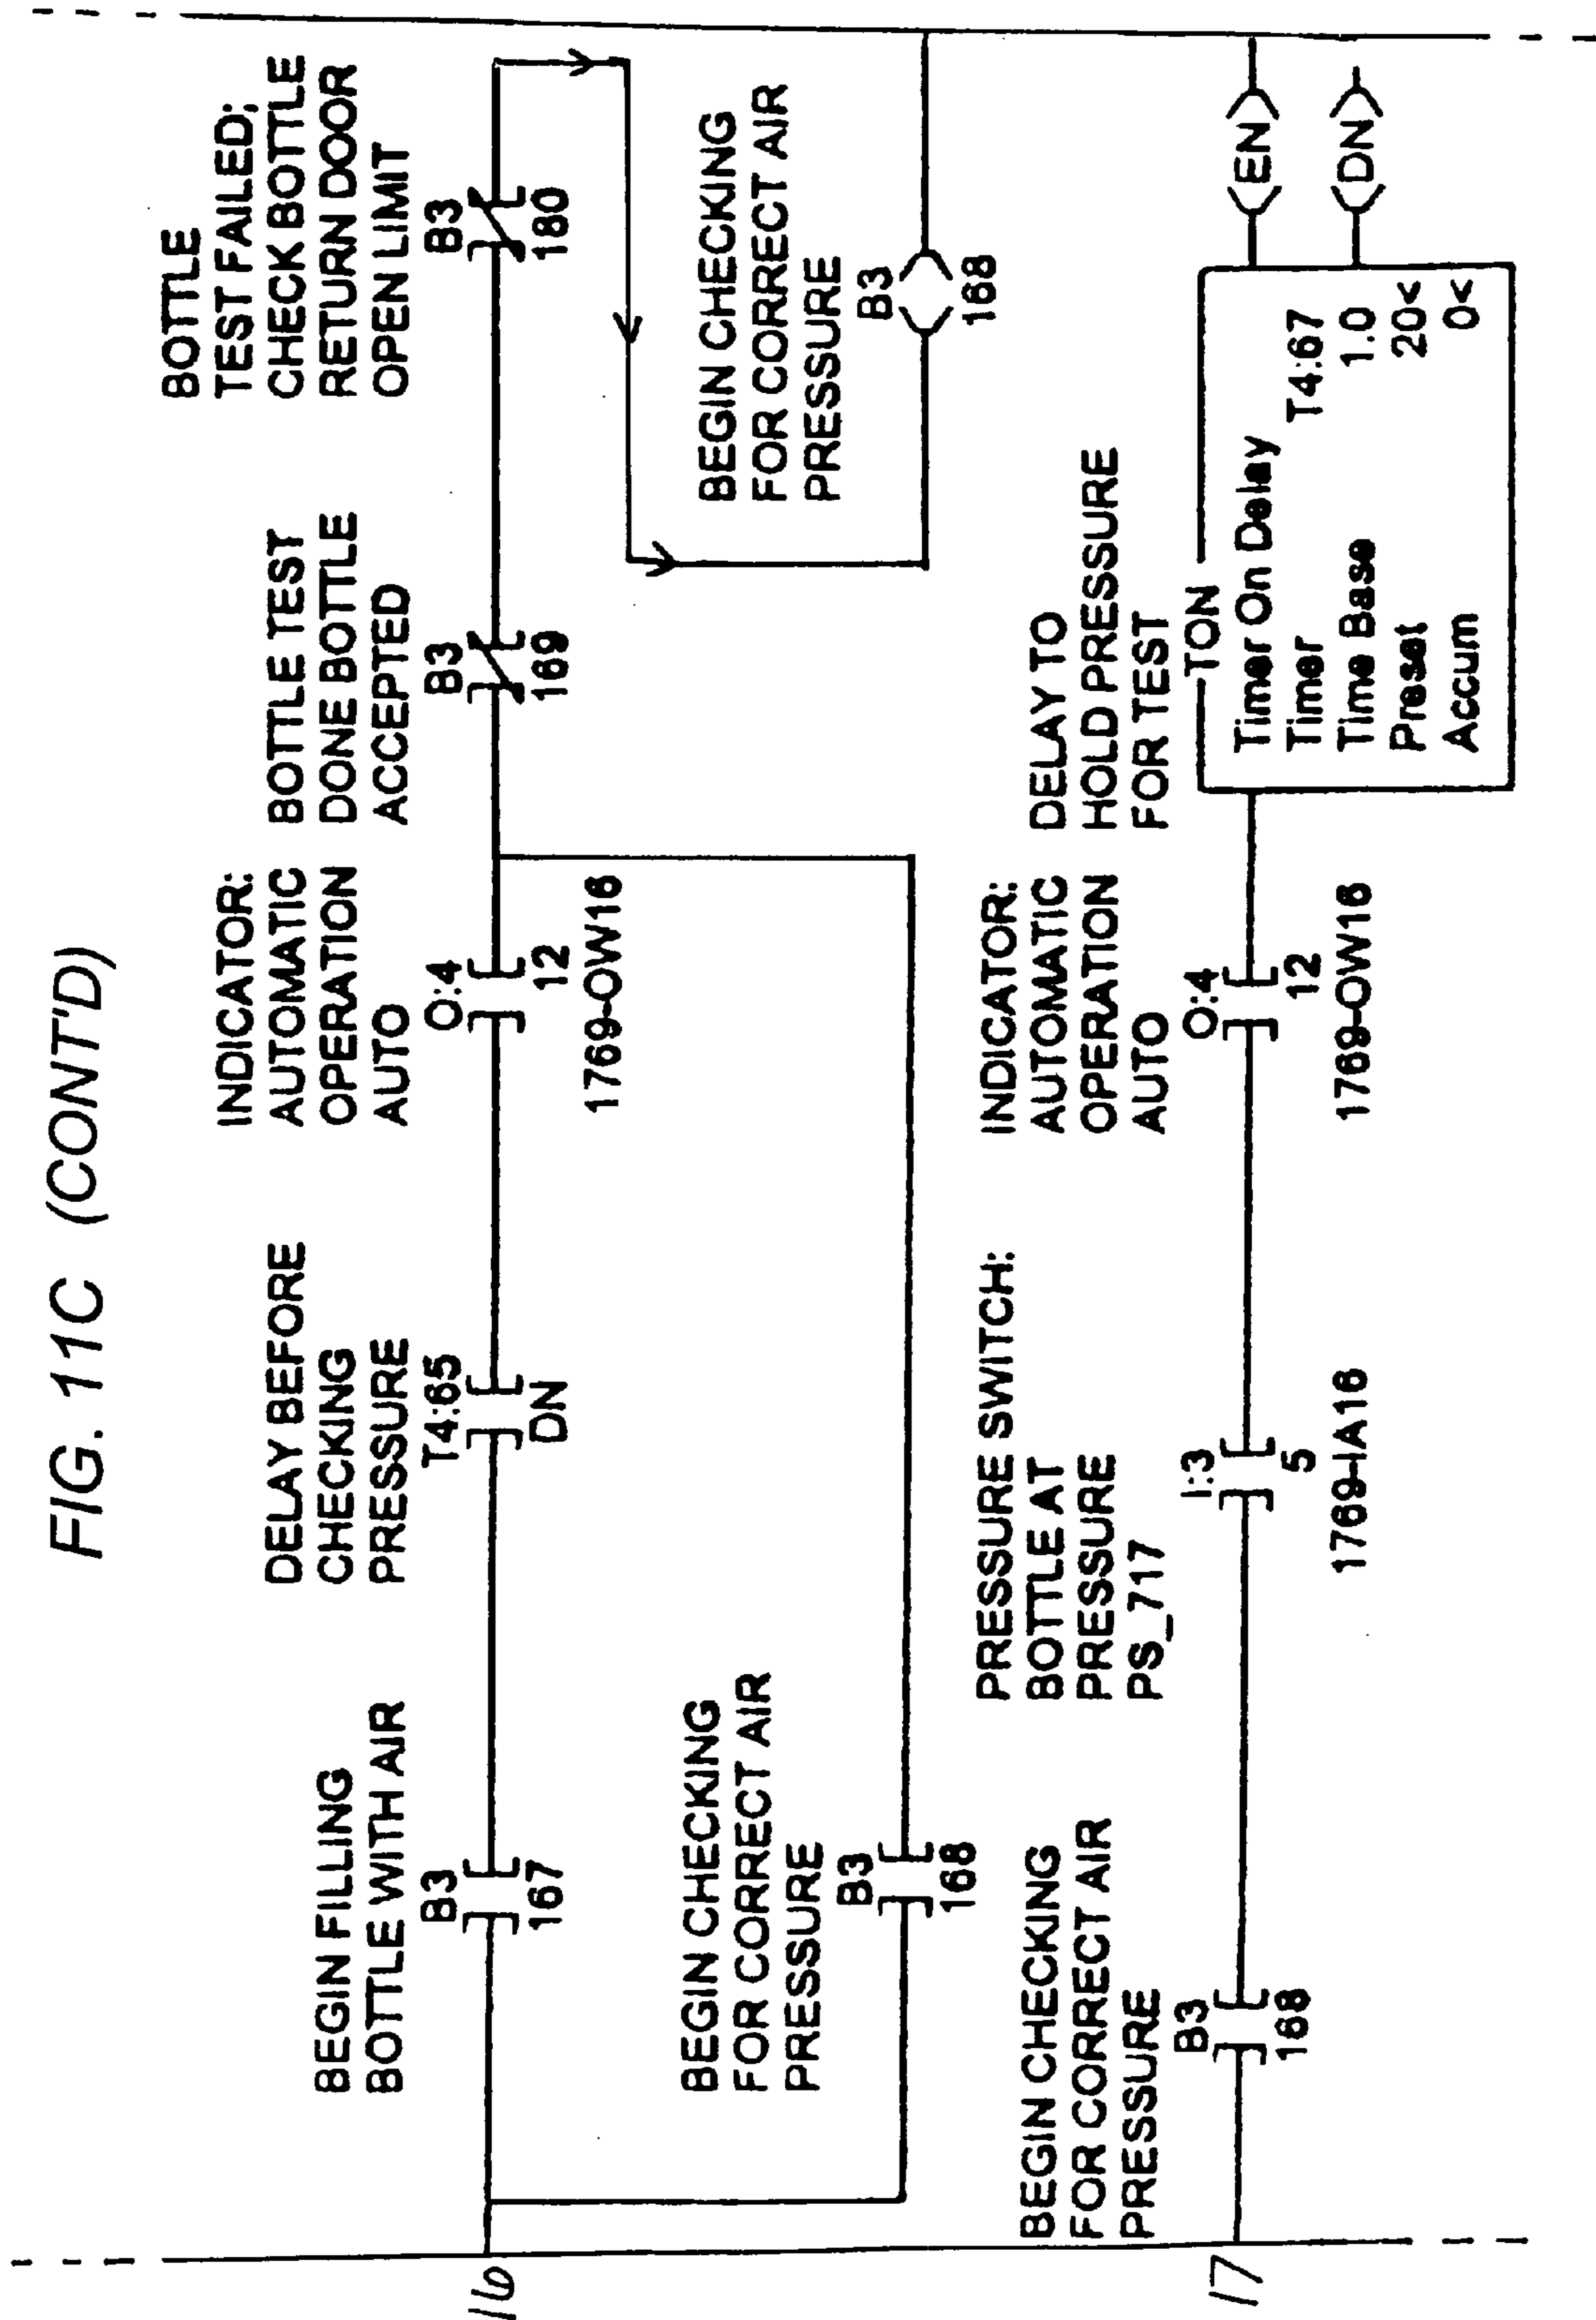 FIG. 11C (CONT'D)
16
BEGIN FILLING
BOTTLE WITH AIR
B3
167
DELAY BEFORE
CHECKING
PRESSURE
T4:65
DN
INDICATOR:
AUTOMATIC
OPERATION
AUTO
O:4
12
1769-OW16
BOTTLE TEST
DONE BOTTLE
ACCEPTED
B3
169
BOTTLE
TEST FAILED;
CHECK BOTTLE
RETURN DOOR
OPEN LIMIT
B3
180
BEGIN CHECKING
FOR CORRECT AIR
PRESSURE
B3
168
BEGIN CHECKING
FOR CORRECT AIR
PRESSURE
B3
168
17
BEGIN CHECKING
FOR CORRECT AIR
PRESSURE
B3
168
PRESSURE SWITCH:
BOTTLE AT
PRESSURE
PS_717
I:3
5
1769-IA16
INDICATOR:
AUTOMATIC
OPERATION
AUTO
O:4
12
1769-OW16
DELAY TO
HOLD PRESSURE
FOR TEST
TON
Timer On Delay
Timer T4:67
Time Base 1.0
Preset 20<
Accum 0<
EN
DN